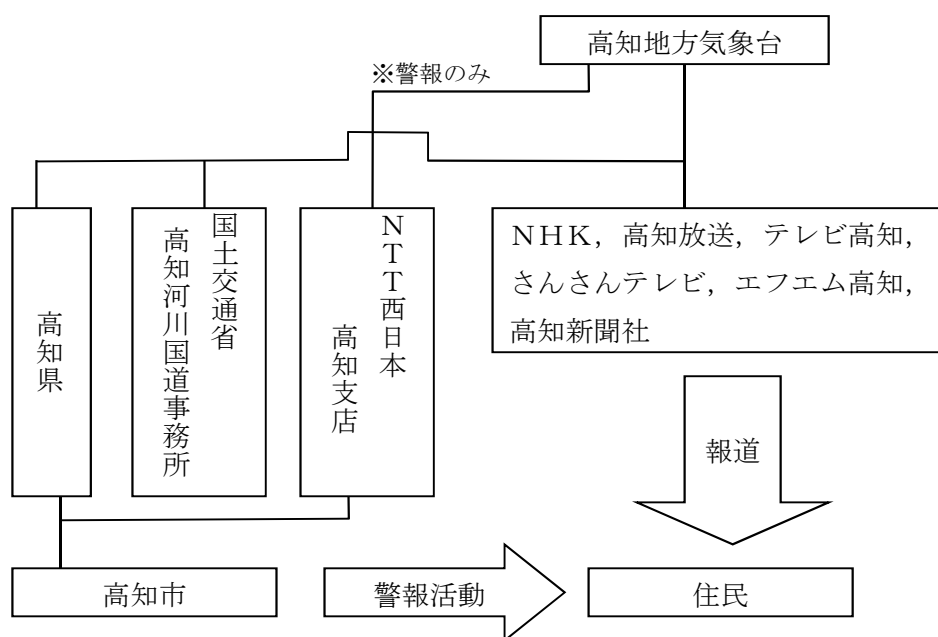 高知地方気象台
※警報のみ
高知県
国土交通省
高知河川国道事務所
NTT西日本
高知支店
NHK,高知放送,テレビ高知,
さんさんテレビ,エフエム高知,
高知新聞社
報道
高知市
警報活動
住民